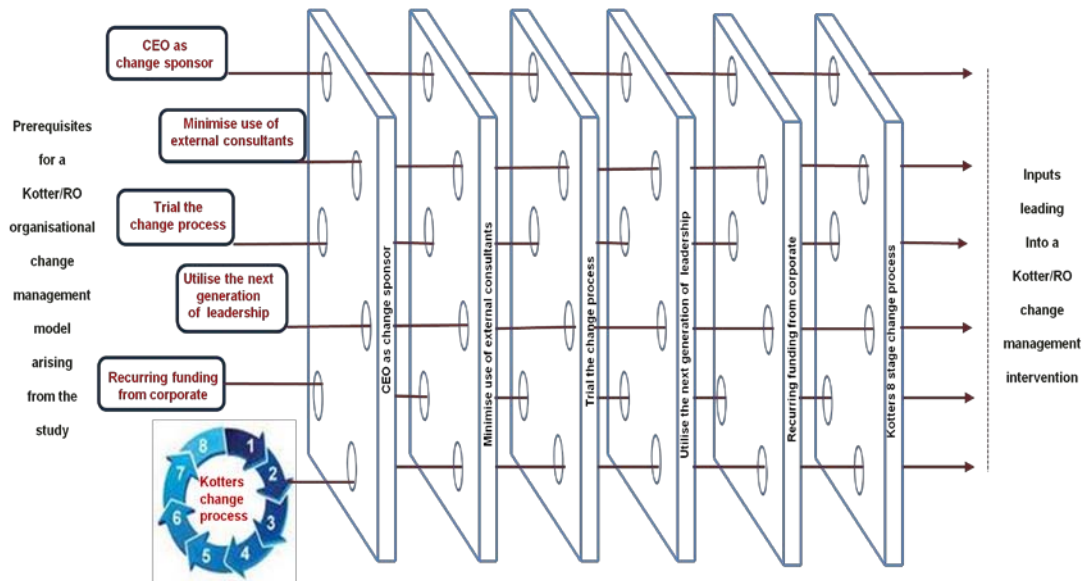 Prerequisites
for a
Kotter/RO
organisational
change
management
model
arising
from the
study
CEO as
change sponsor
Minimise use of
external consultants
Trial the
change process
Utilise the next
generation
of leadership
Recurring funding
from corporate
8
1
7
2
6
3
5
4
Kotters
change
process
CEO as change sponsor
Minimise use of external consultants
Trial the change process
Utilise the next generation of leadership
Recurring funding from corporate
Kotters 8 stage change process
Inputs
leading
Into a
Kotter/RO
change
management
intervention